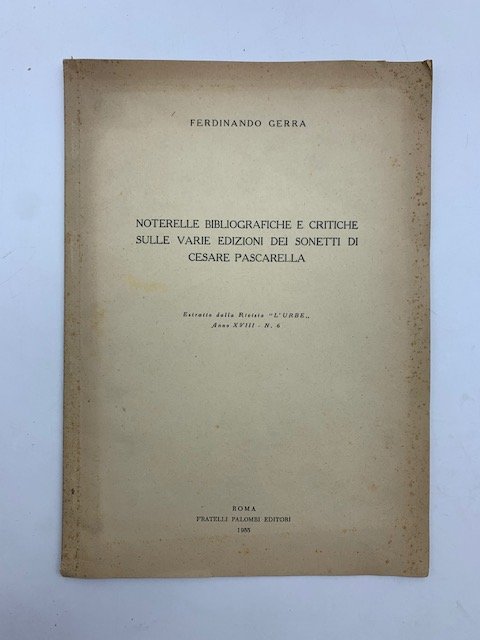 FERDINANDO GERRA
NOTERELLE BIBLIOGRAFICHE E CRITICHE
SULLE VARIE EDIZIONI DEI SONETTI DI
CESARE PASCARELLA
Estratto dalla Rivista "L'URBE„
Anno XVIII - N. 6
ROMA
FRATELLI PALOMBI EDITORI
1955